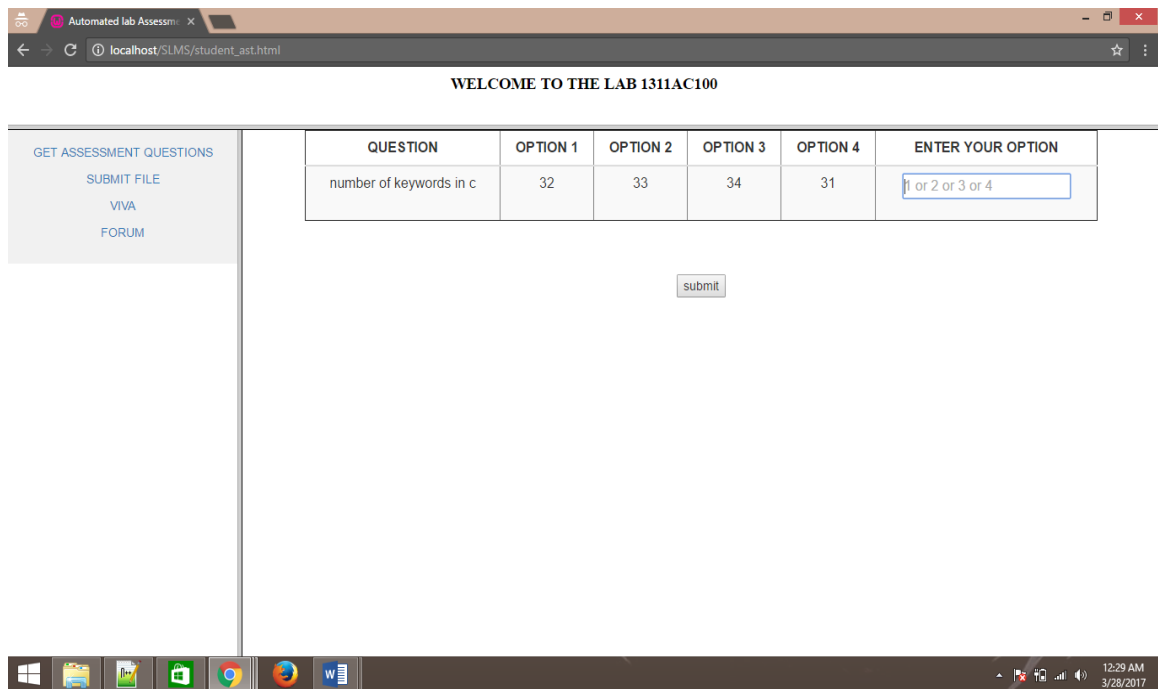 Automated lab Assessme
localhost/SLMS/student_ast.html
WELCOME TO THE LAB 1311AC100
GET ASSESSMENT QUESTIONS
SUBMIT FILE
VIVA
FORUM
QUESTION OPTION 1 OPTION 2 OPTION 3 OPTION 4 ENTER YOUR OPTION
number of keywords in c 32 33 34 31 1 or 2 or 3 or 4
submit
12:29 AM
3/28/2017